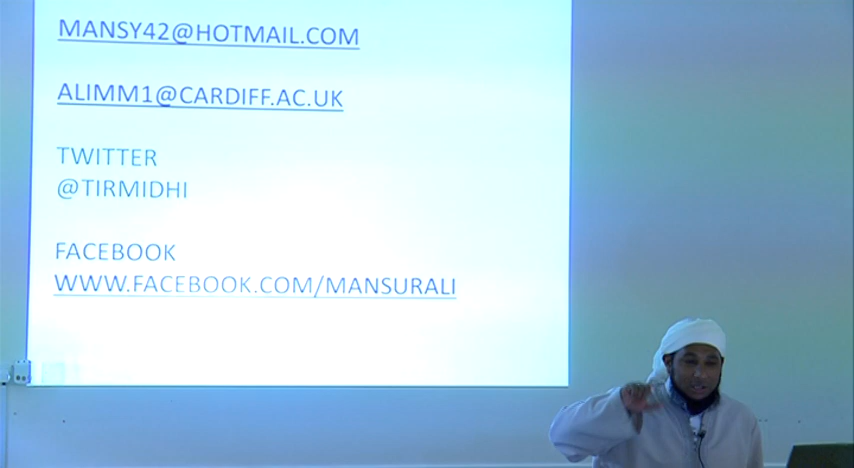 MANSY42@HOTMAIL.COM
ALIMM1@CARDIFF.AC.UK
TWITTER
@TIRMIDHI
FACEBOOK
WWW.FACEBOOK.COM/MANSURALI